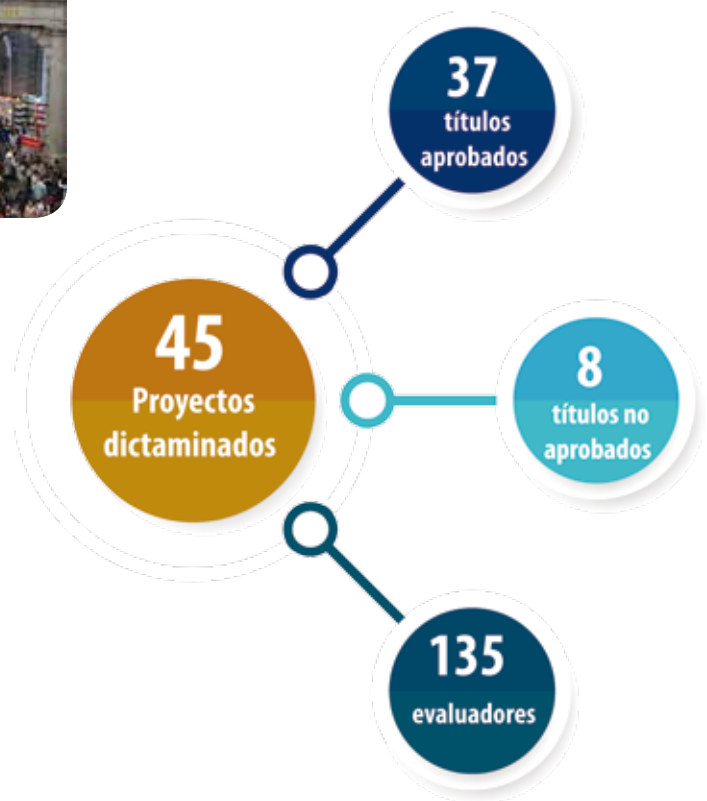 37
títulos
aprobados
45
Proyectos
dictaminados
8
títulos no
aprobados
135
evaluadores